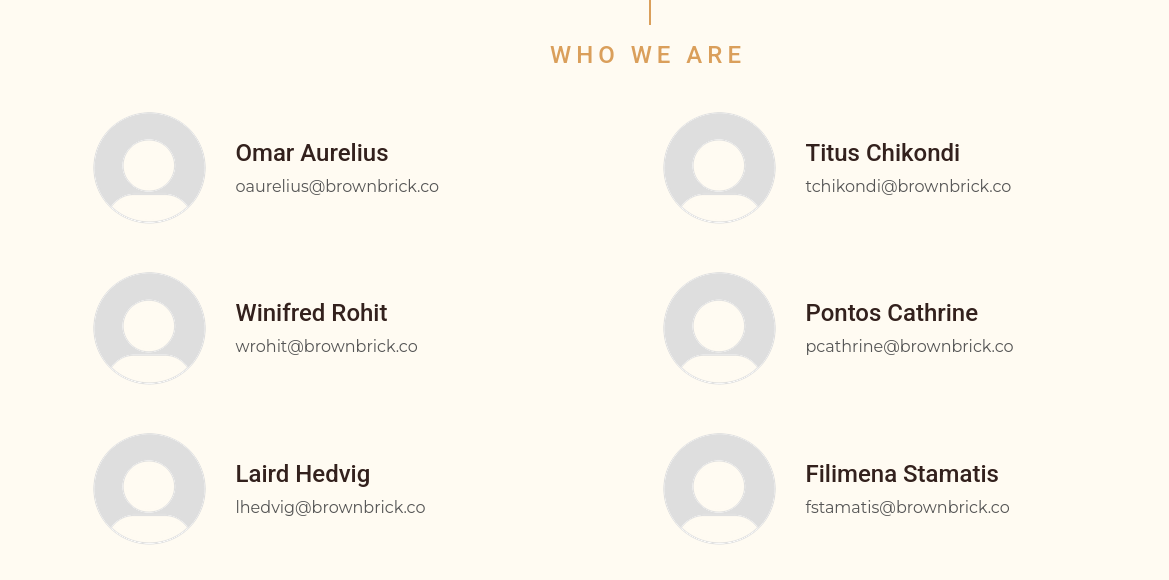 WHO WE ARE
Omar Aurelius
oaurelius@brownbrick.co
Titus Chikondi
tchikondi@brownbrick.co
Winifred Rohit
wrohit@brownbrick.co
Pontos Cathrine
pcathrine@brownbrick.co
Laird Hedvig
lhedvig@brownbrick.co
Filimena Stamatis
fstamatis@brownbrick.co